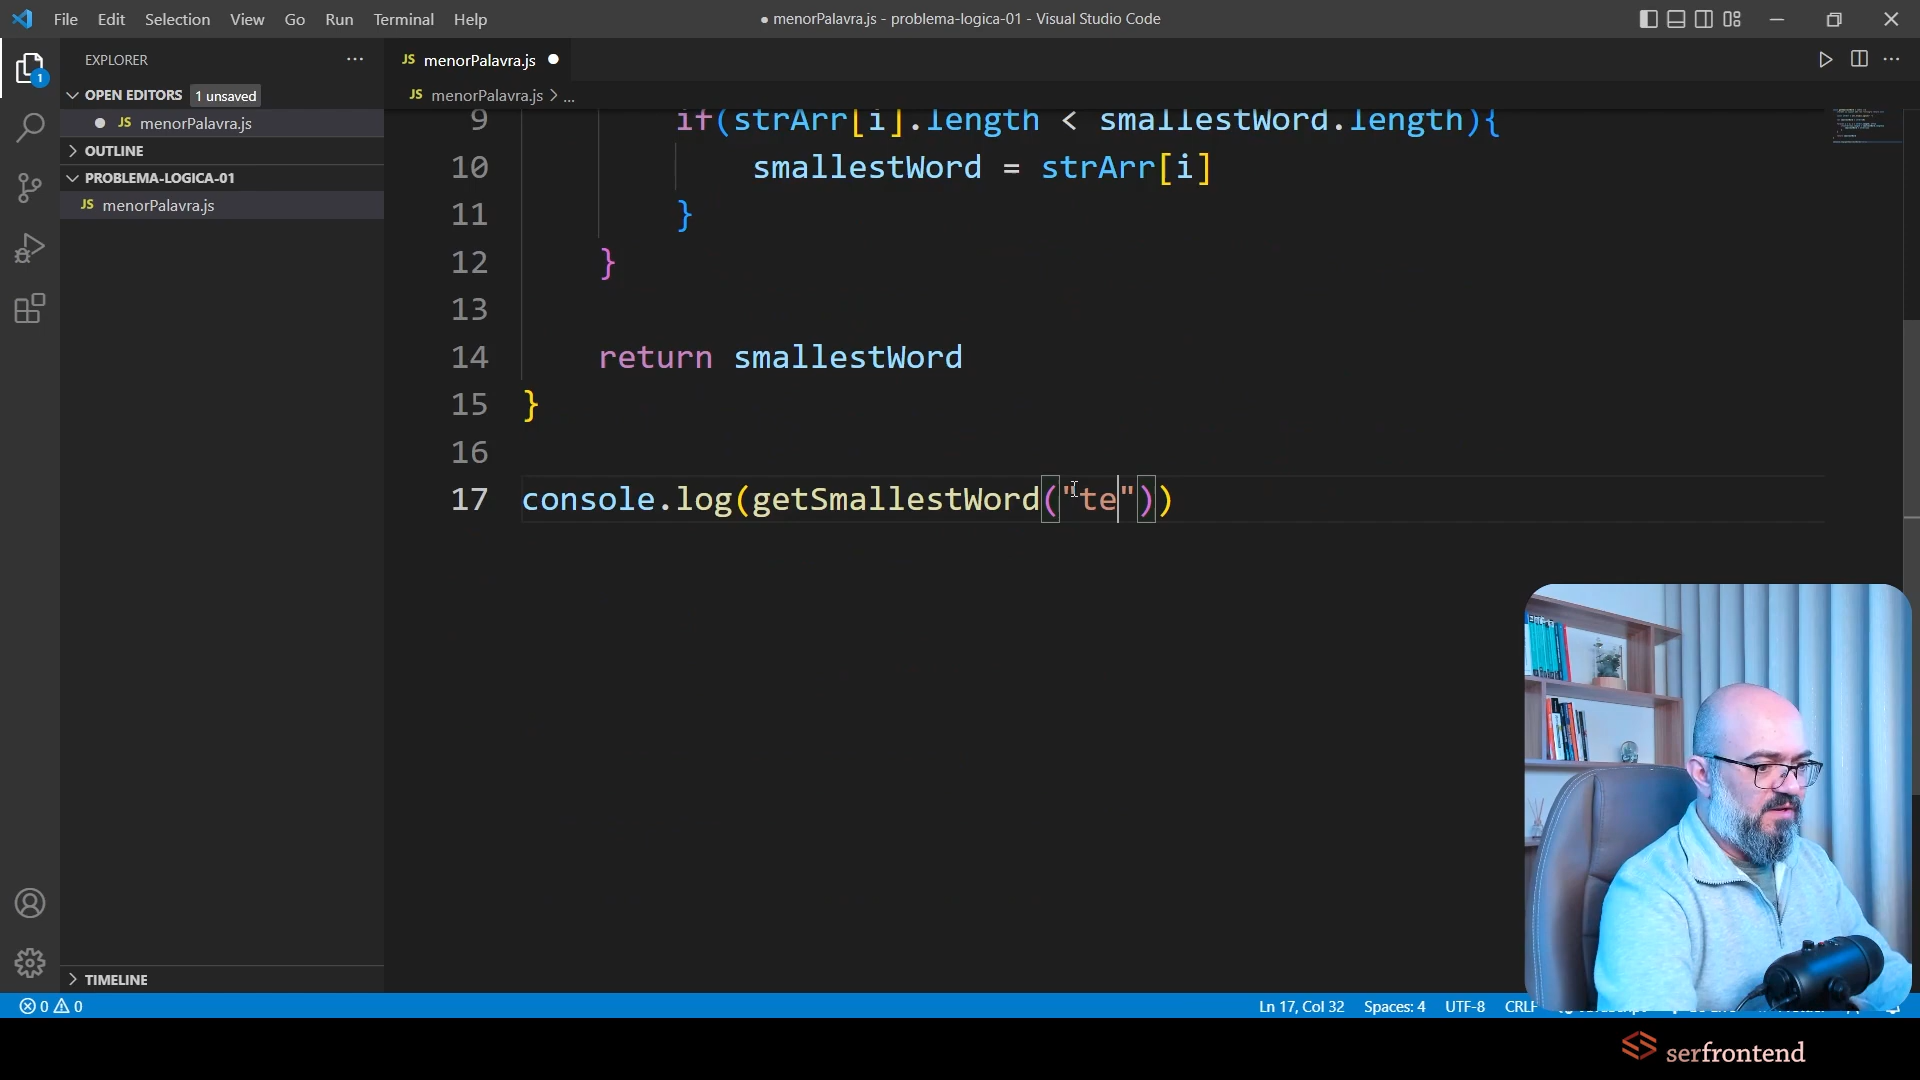 File Edit Selection View Go Run Terminal Help
● menorPalavra.js - problema-logica-01 - Visual Studio Code
EXPLORER
OPEN EDITORS 1 unsaved
JS menorPalavra.js
OUTLINE
PROBLEMA-LOGICA-01
JS menorPalavra.js
TIMELINE
1
JS menorPalavra.js
JS menorPalavra.js > ...
9 if(strArr[i].length < smallestWord.length){
10 smallestWord = strArr[i]
11 }
12 }
13
14 return smallestWord
15 }
16
17 console.log(getSmallestWord("te"))
0 0
Ln 17, Col 32 Spaces: 4 UTF-8 CRLF
serfrontend